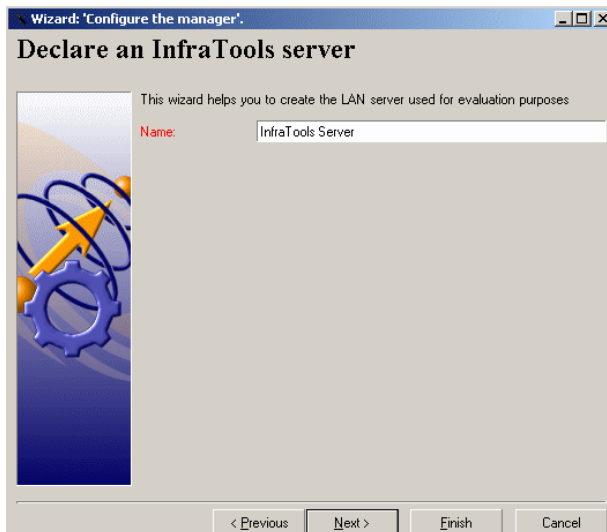 Wizard: 'Configure the manager'.
Declare an InfraTools server
This wizard helps you to create the LAN server used for evaluation purposes
Name: InfraTools Server
< Previous Next > Finish Cancel